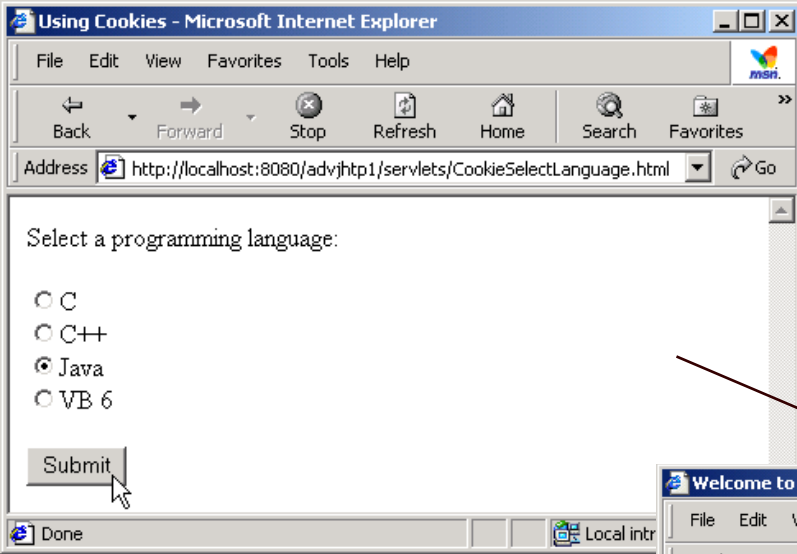 Using Cookies - Microsoft Internet Explorer
File Edit View Favorites Tools Help
msn.
Back Forward Stop Refresh Home Search Favorites »
Address http://localhost:8080/advjhtp1/servlets/CookieSelectLanguage.html Go
Select a programming language:
C
C++
Java
VB 6
Submit
Done Local intr
Welcome to
File Edit V